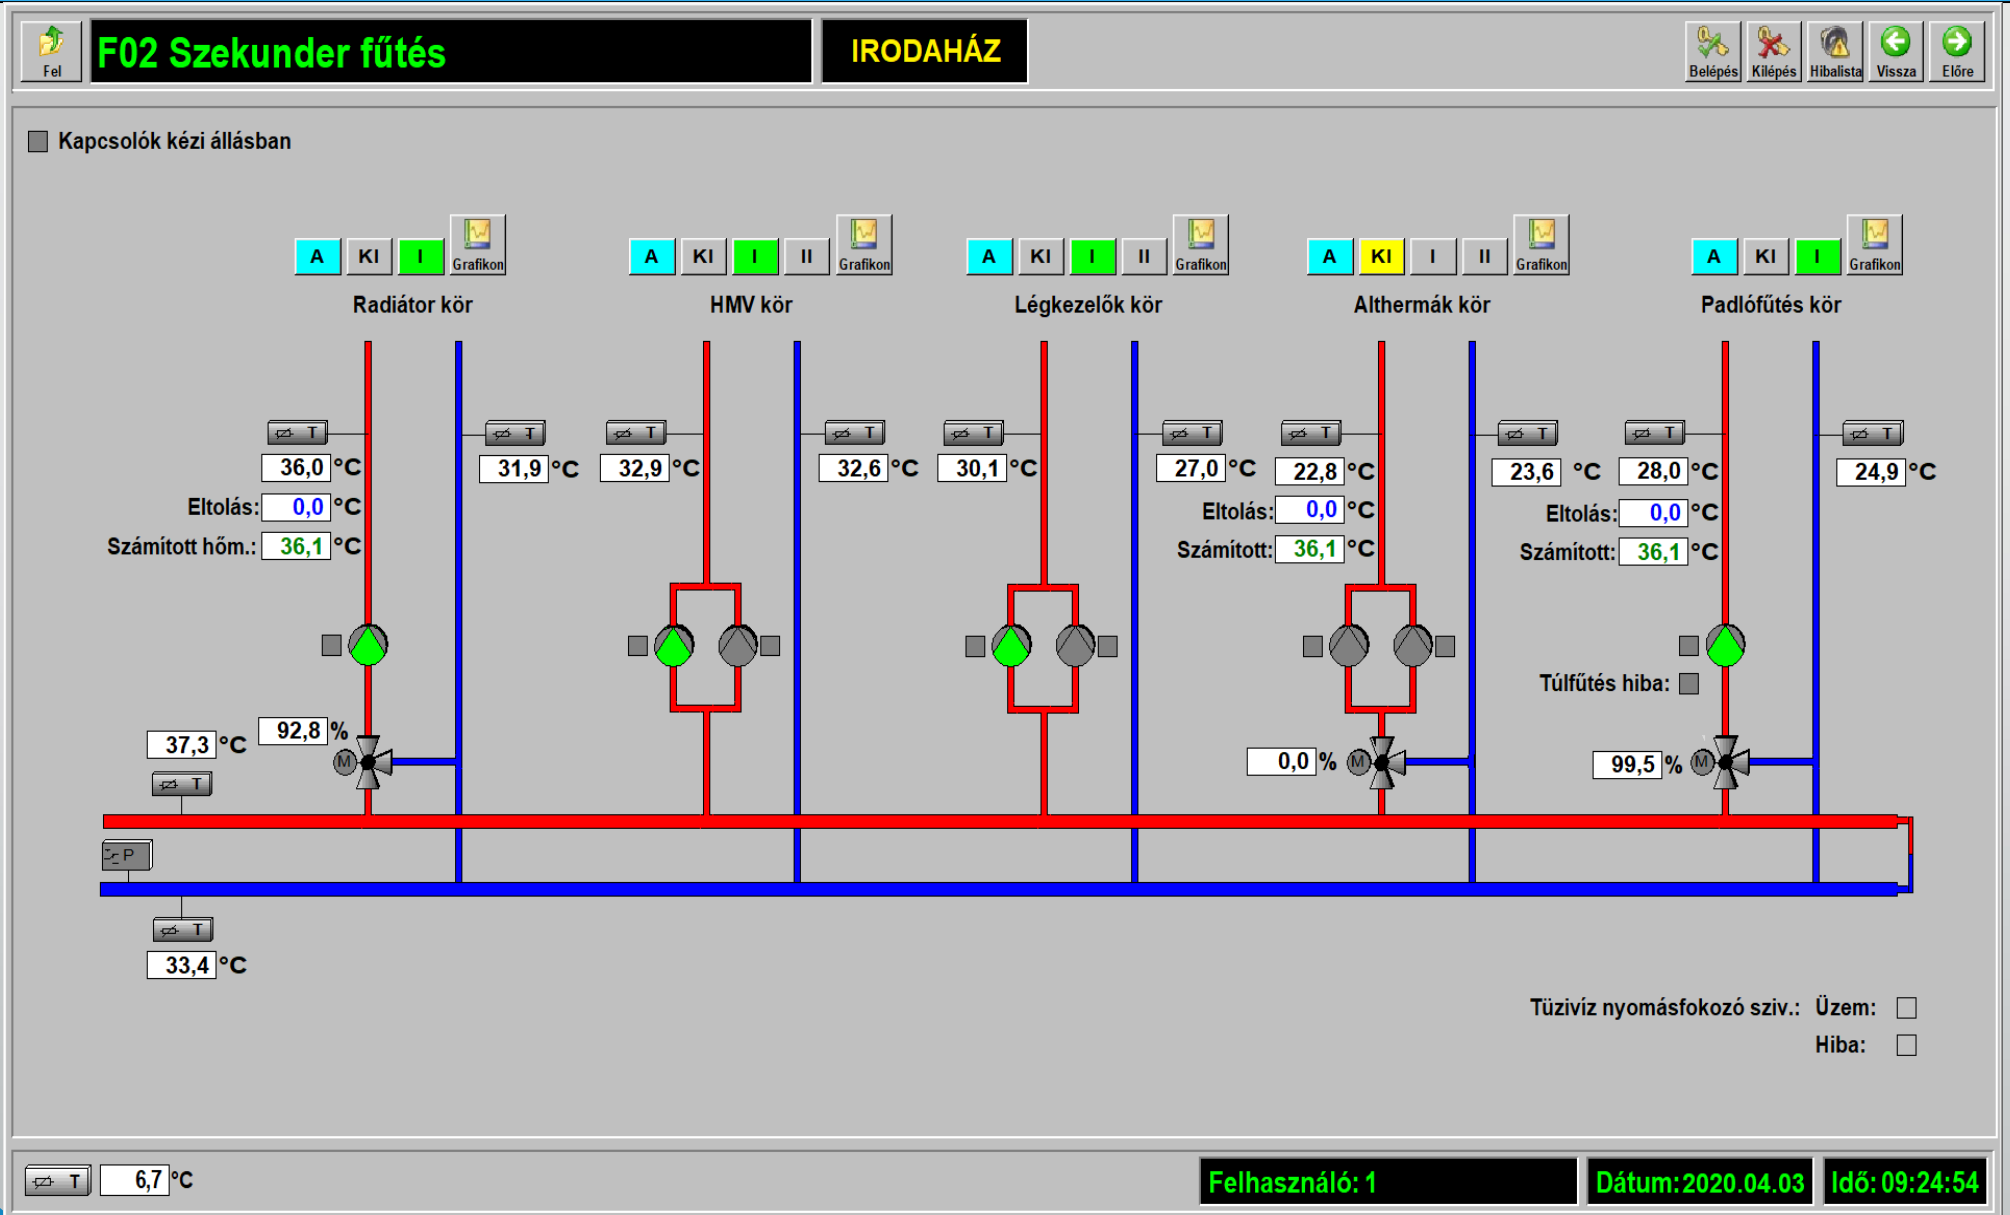 Fel
F02 Szekunder fűtés
IRODAHÁZ
Belépés Kilépés Hibalista Vissza Előre
Kapcsolók kézi állásban
A KI I Grafikon
A KI I II Grafikon
A KI I II Grafikon
A KI I II Grafikon
A KI I Grafikon
Radiátor kör
HMV kör
Légkezelők kör
Althermák kör
Padlófűtés kör
T T T T T T T T T T
36,0 °C
31,9 °C
32,9 °C
32,6 °C
30,1 °C
27,0 °C
22,8 °C
23,6 °C
28,0 °C
24,9 °C
Eltolás: 0,0 °C
Számított hőm.: 36,1 °C
Eltolás: 0,0 °C
Számított: 36,1 °C
Eltolás: 0,0 °C
Számított: 36,1 °C
Túlfűtés hiba:
92,8 %
M
37,3 °C
T
0,0 %
M
99,5 %
M
P
T
33,4 °C
Tüzivíz nyomásfokozó sziv.: Üzem:
Hiba:
T 6,7 °C
Felhasználó: 1
Dátum: 2020.04.03
Idő: 09:24:54